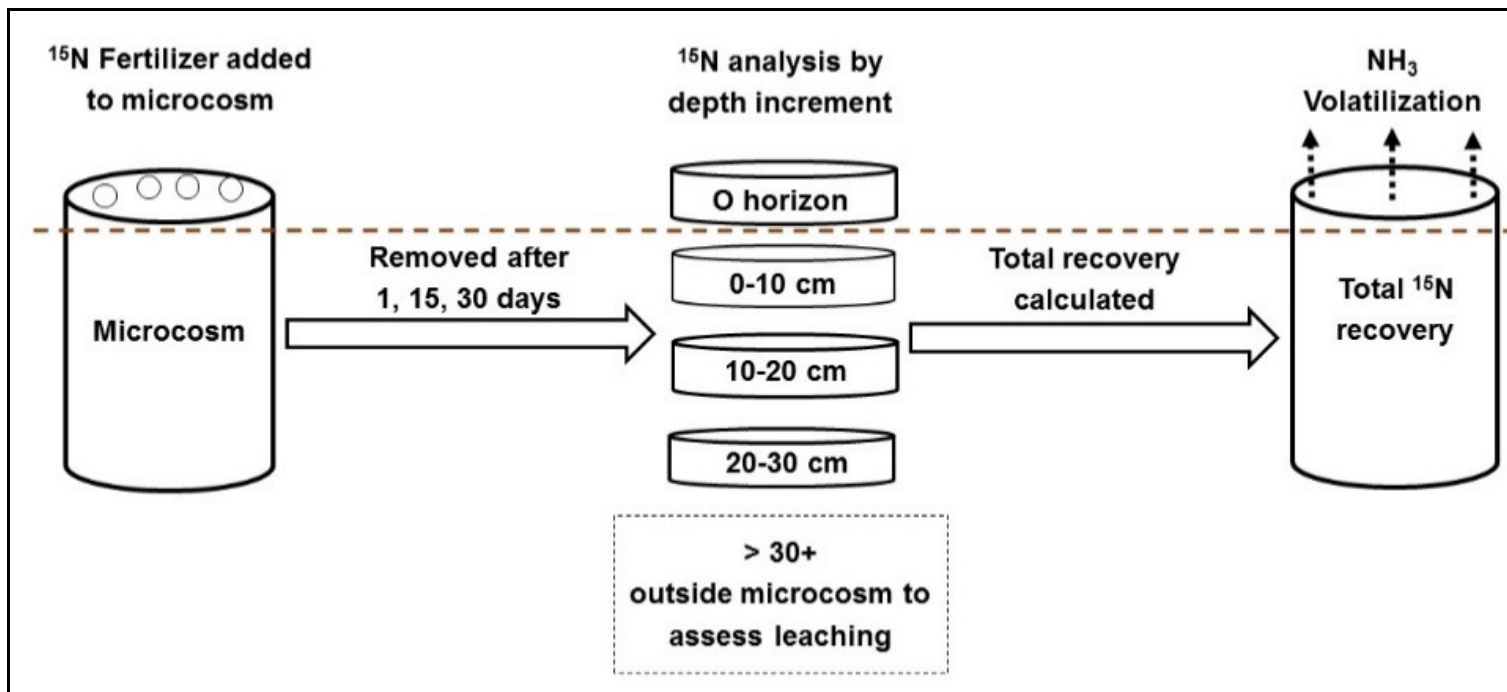 ¹⁵N Fertilizer added
to microcosm
Microcosm
Removed after
1, 15, 30 days
¹⁵N analysis by
depth increment
O horizon
0-10 cm
10-20 cm
20-30 cm
> 30+
outside microcosm to
assess leaching
Total recovery
calculated
NH₃
Volatilization
Total ¹⁵N
recovery